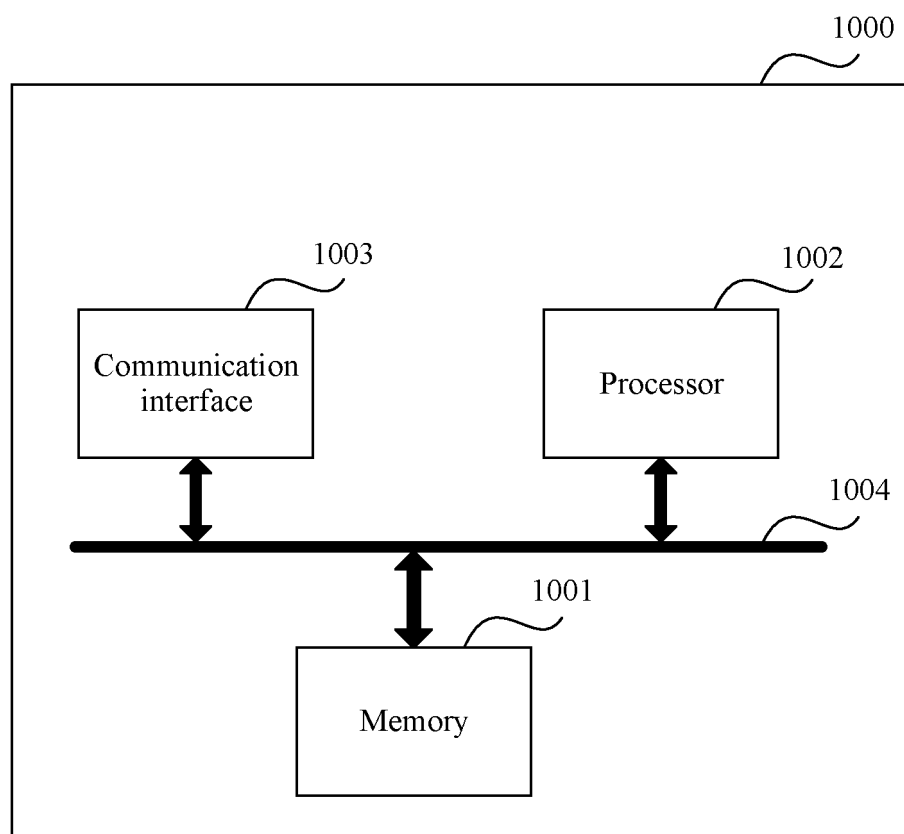 1000
1003
1002
Communication
interface
Processor
1004
1001
Memory